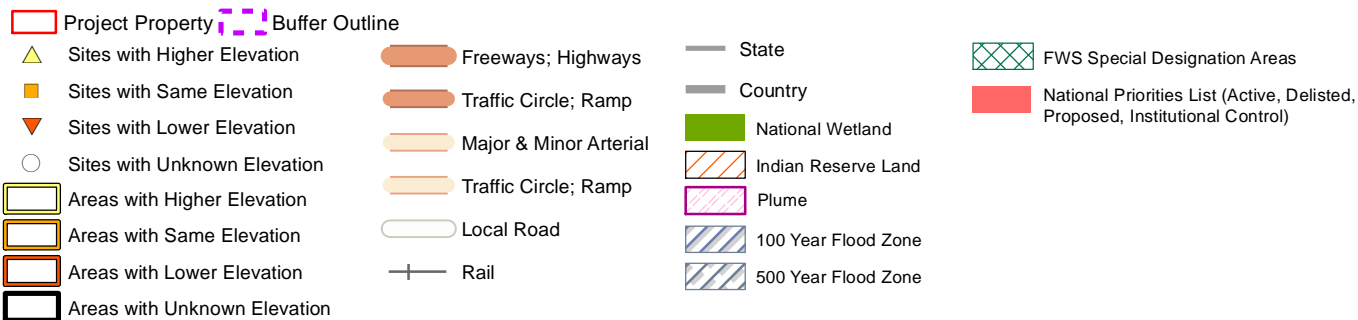 Project Property
Buffer Outline
Sites with Higher Elevation
Sites with Same Elevation
Sites with Lower Elevation
Sites with Unknown Elevation
Areas with Higher Elevation
Areas with Same Elevation
Areas with Lower Elevation
Areas with Unknown Elevation
Freeways; Highways
Traffic Circle; Ramp
Major & Minor Arterial
Traffic Circle; Ramp
Local Road
Rail
State
Country
National Wetland
Indian Reserve Land
Plume
100 Year Flood Zone
500 Year Flood Zone
FWS Special Designation Areas
National Priorities List (Active, Delisted,
Proposed, Institutional Control)